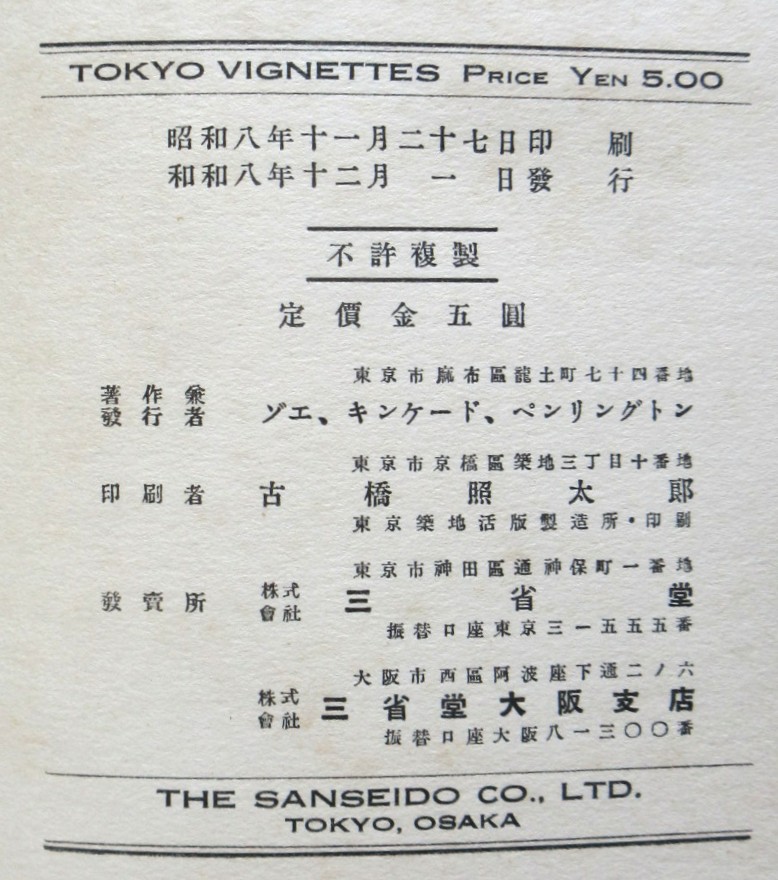 TOKYO VIGNETTES PRICE YEN 5.00
昭和八年十一月二十七日印刷
和和八年十二月一日發行
不許複製
定價金五圓
東京市麻布區龍土町七十四番地
著作兼
發行者
ゾエ、キンケード、ペンリングトン
東京市京橋區築地三丁目十番地
印刷者 古橋照太郎
東京築地活版製造所・印刷
東京市神田區通神保町一番地
發賣所 株式會社 三省堂
振替口座東京三一五五五番
大阪市西區阿波座下通二ノ六
株式會社 三省堂大阪支店
振替口座大阪八一三〇〇番
THE SANSEIDO CO., LTD.
TOKYO, OSAKA